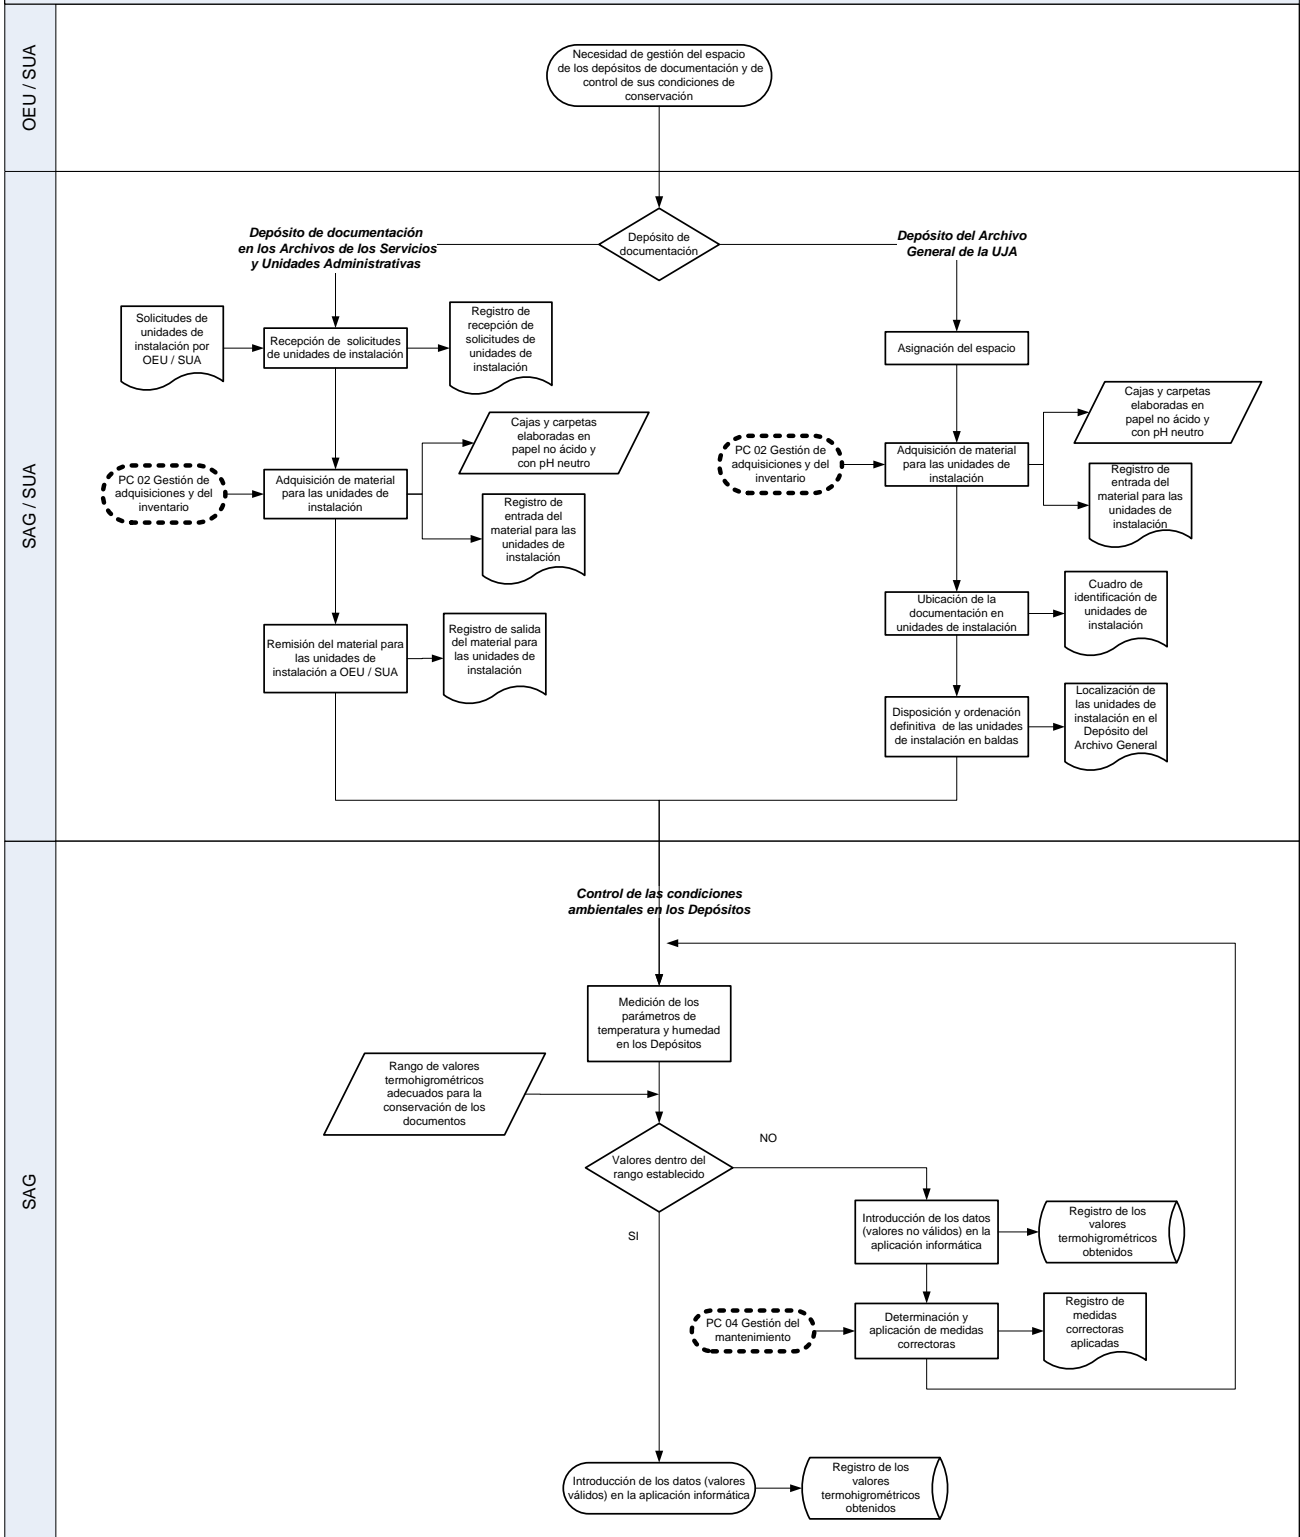 OEU / SUA
Necesidad de gestión del espacio
de los depósitos de documentación y de
control de sus condiciones de
conservación
SAG / SUA
Depósito de
documentación
Depósito de documentación
en los Archivos de los Servicios
y Unidades Administrativas
Depósito del Archivo
General de la UJA
Solicitudes de
unidades de
instalación por
OEU / SUA
Recepción de solicitudes
de unidades de instalación
Registro de
recepción de
solicitudes de
unidades de
instalación
Asignación del espacio
Cajas y carpetas
elaboradas en
papel no ácido y
con pH neutro
Cajas y carpetas
elaboradas en
papel no ácido y
con pH neutro
PC 02 Gestión de
adquisiciones y del
inventario
Adquisición de material
para las unidades de
instalación
Registro de
entrada del
material para las
unidades de
instalación
PC 02 Gestión de
adquisiciones y del
inventario
Adquisición de material
para las unidades de
instalación
Registro de
entrada del
material para las
unidades de
instalación
Ubicación de la
documentación en
unidades de instalación
Cuadro de
identificación de
unidades de
instalación
Remisión del material para
las unidades de
instalación a OEU / SUA
Registro de salida
del material para
las unidades de
instalación
Disposición y ordenación
definitiva de las unidades
de instalación en baldas
Localización de
las unidades de
instalación en el
Depósito del
Archivo General
SAG
Control de las condiciones
ambientales en los Depósitos
Medición de los
parámetros de
temperatura y humedad
en los Depósitos
Rango de valores
termohigrométricos
adecuados para la
conservación de los
documentos
Valores dentro del
rango establecido
NO
SI
Introducción de los datos
(valores no válidos) en la
aplicación informática
Registro de los
valores
termohigrométricos
obtenidos
PC 04 Gestión del
mantenimiento
Determinación y
aplicación de medidas
correctoras
Registro de
medidas
correctoras
aplicadas
Introducción de los datos (valores
válidos) en la aplicación informática
Registro de los
valores
termohigrométricos
obtenidos